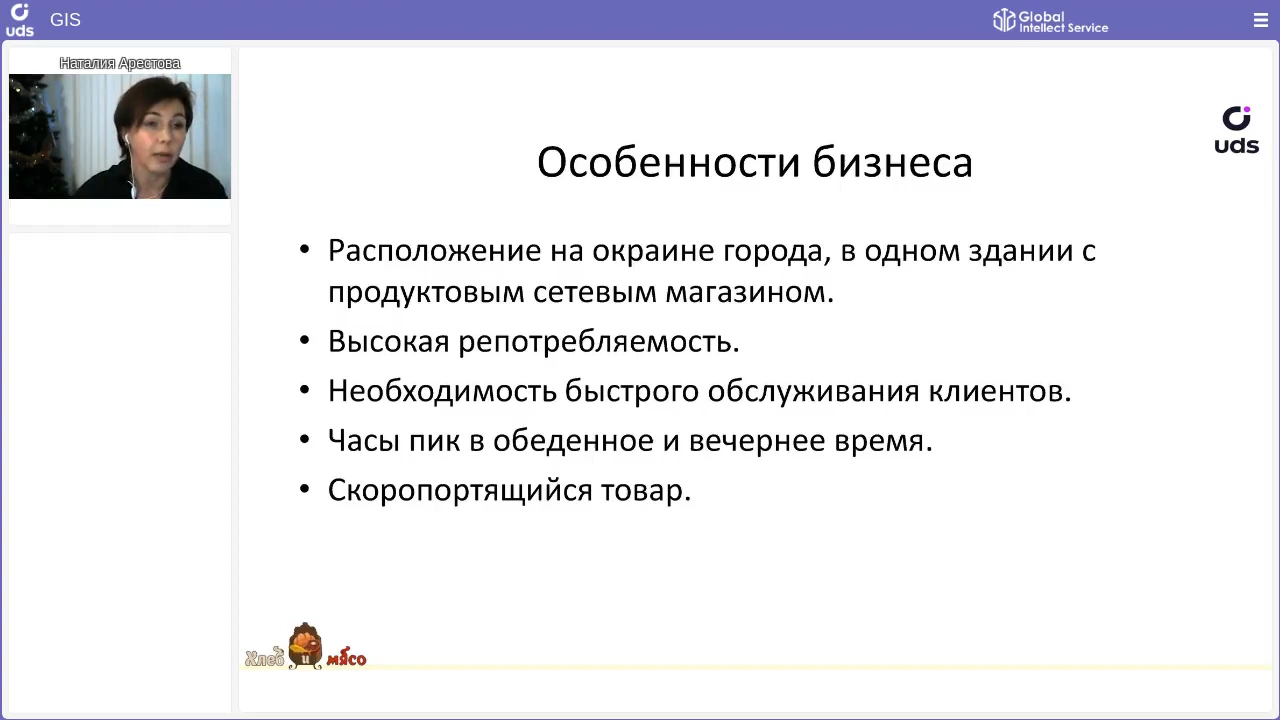 uds
GIS
Global
Intellect Service
Наталия Арестова
uds
Особенности бизнеса
• Расположение на окраине города, в одном здании с
продуктовым сетевым магазином.
• Высокая репотребляемость.
• Необходимость быстрого обслуживания клиентов.
• Часы пик в обеденное и вечернее время.
• Скоропортящийся товар.
Хлеб и мясо